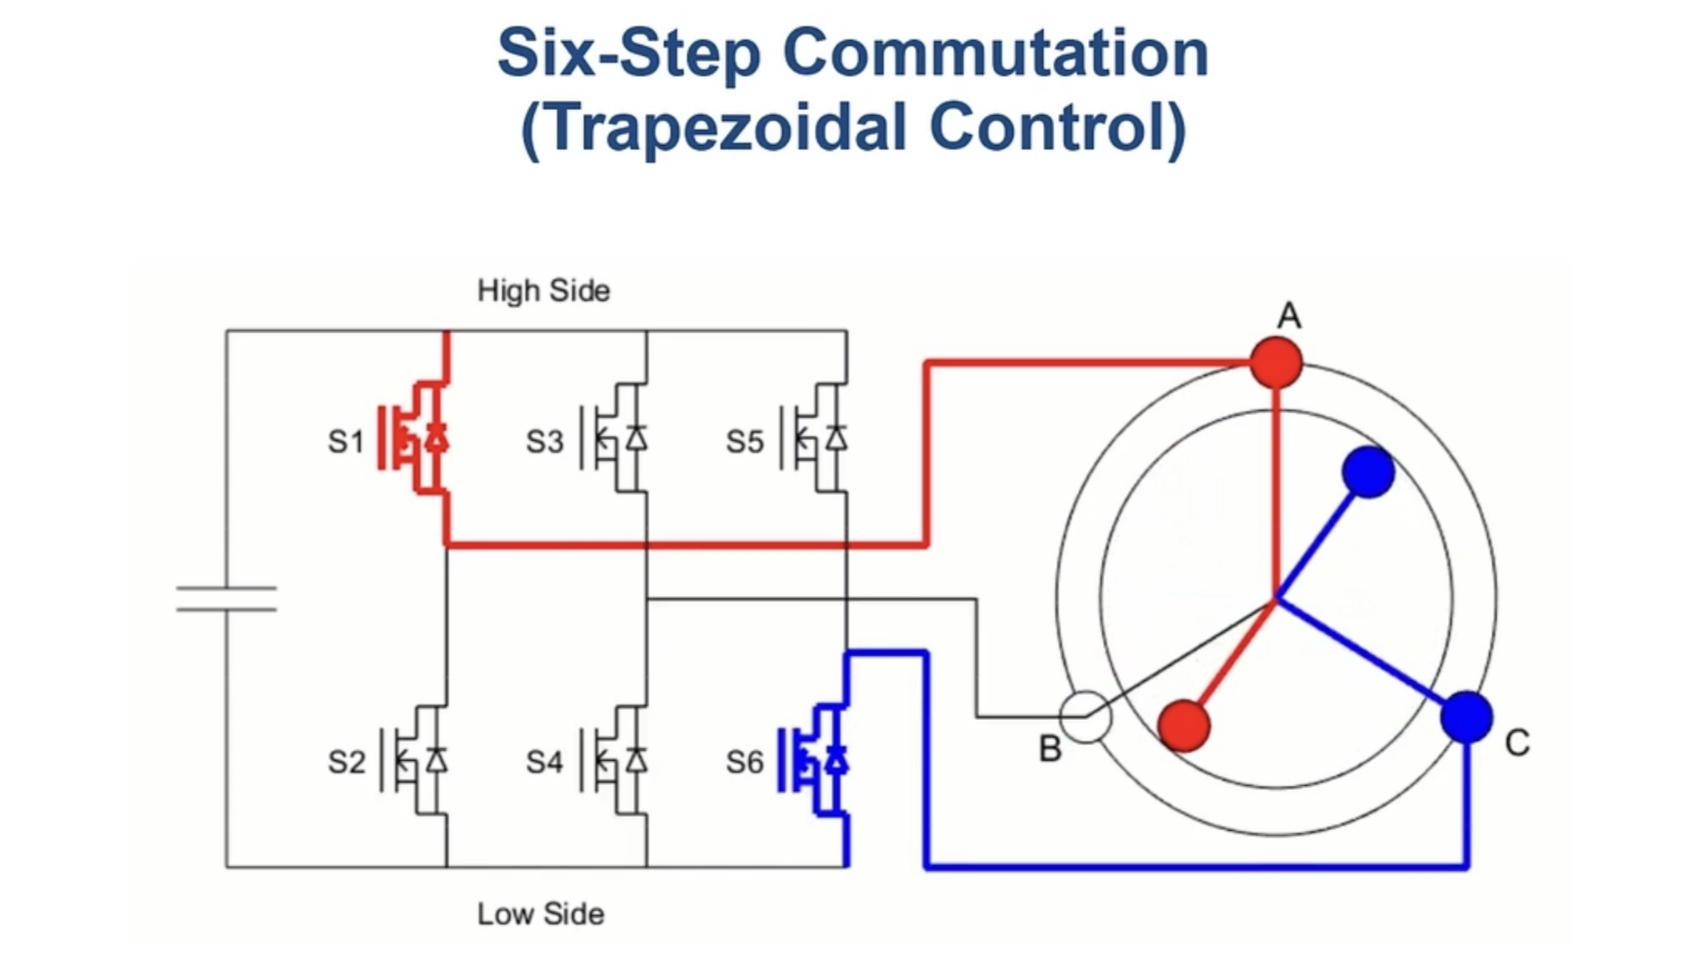 Six-Step Commutation
(Trapezoidal Control)
High Side
A
S1
S3
S5
S2
S4
S6
B
C
Low Side